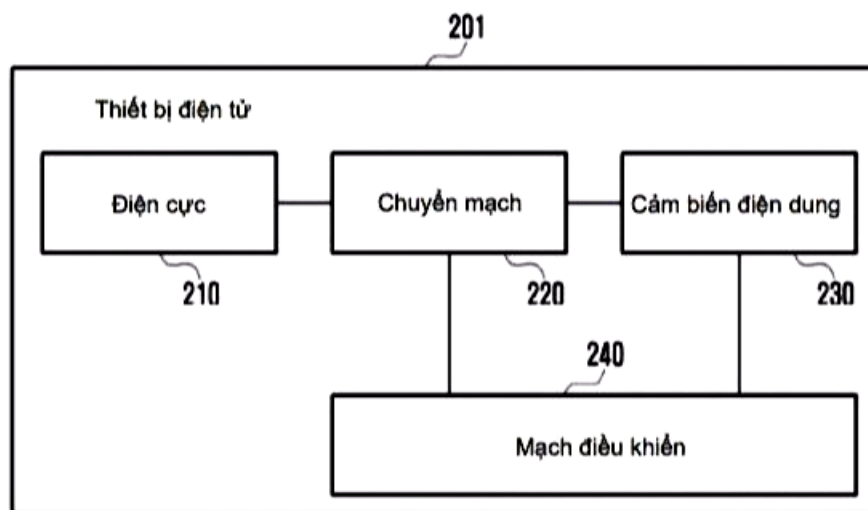 201
Thiết bị điện tử
Điện cực
Chuyển mạch
Cảm biến điện dung
210
220
230
240
Mạch điều khiển